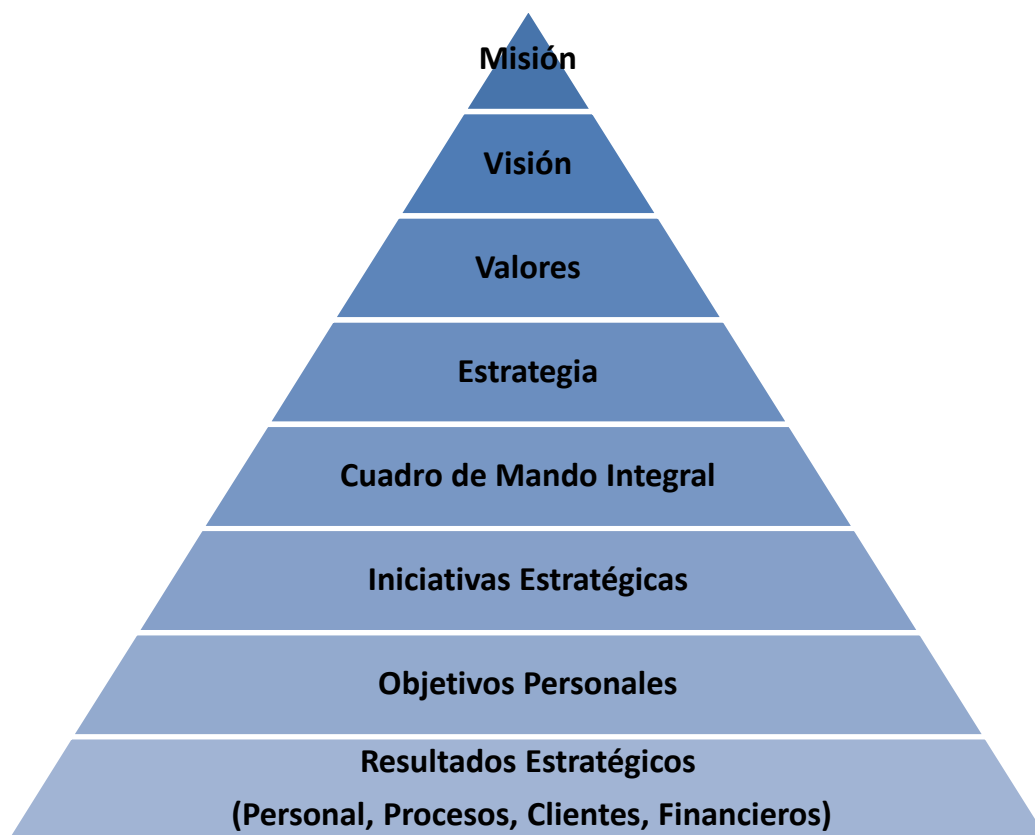 Misión
Visión
Valores
Estrategia
Cuadro de Mando Integral
Iniciativas Estratégicas
Objetivos Personales
Resultados Estratégicos
(Personal, Procesos, Clientes, Financieros)